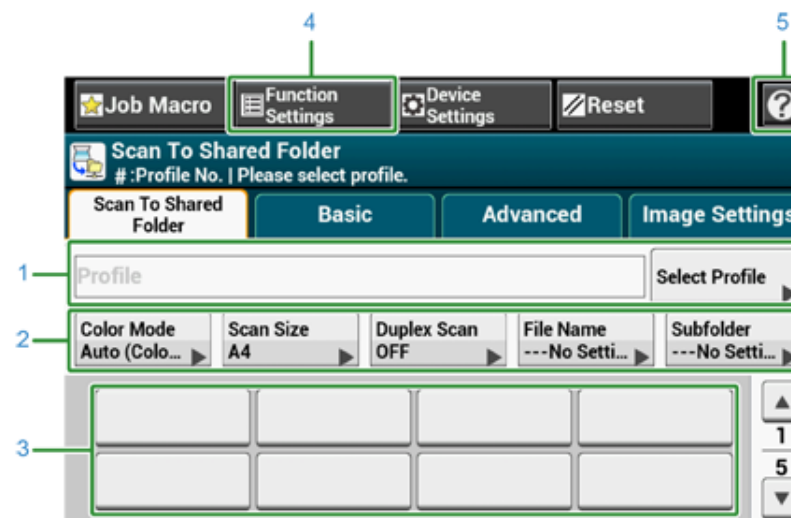 4 5
Job Macro Function Settings Device Settings Reset ?
Scan To Shared Folder
# :Profile No. | Please select profile.
Scan To Shared Folder Basic Advanced Image Settings
1 Profile Select Profile
2 Color Mode Scan Size Duplex Scan File Name Subfolder
Auto (Colo... A4 OFF ---No Setti... ---No Setti...
1
3 5